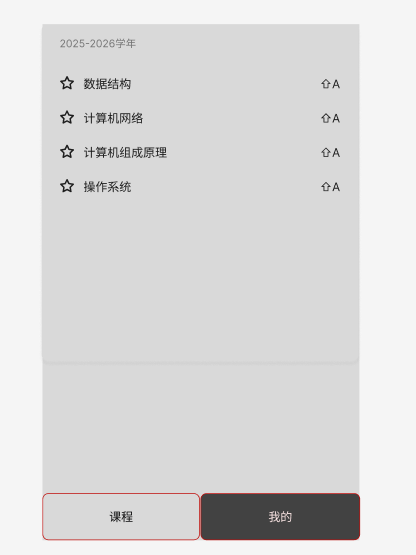 2025-2026学年
数据结构 ⇧A
计算机网络 ⇧A
计算机组成原理 ⇧A
操作系统 ⇧A
课程 我的